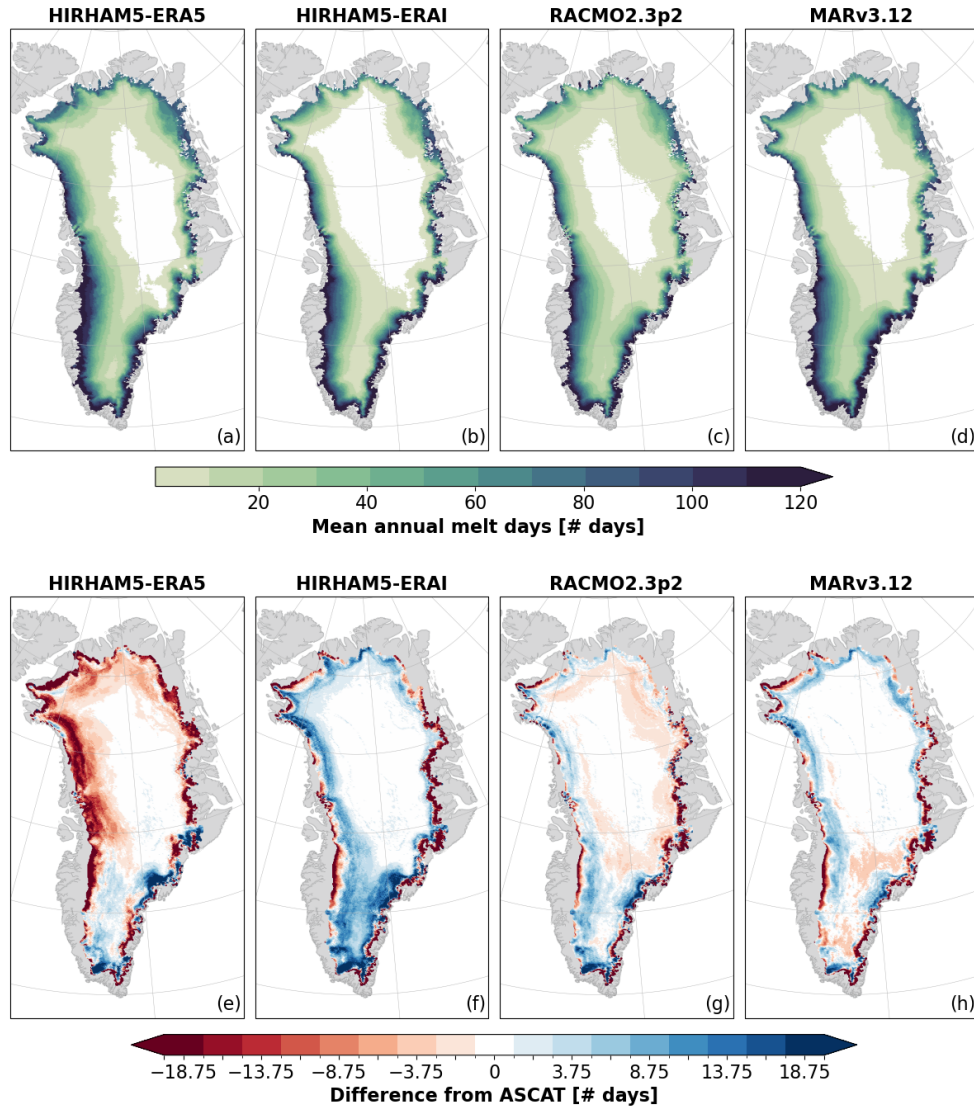 HIRHAM5-ERA5 HIRHAM5-ERAI RACMO2.3p2 MARv3.12
(a) (b) (c) (d)
20 40 60 80 100 120
Mean annual melt days [# days]
HIRHAM5-ERA5 HIRHAM5-ERAI RACMO2.3p2 MARv3.12
(e) (f) (g) (h)
−18.75 −13.75 −8.75 −3.75 0 3.75 8.75 13.75 18.75
Difference from ASCAT [# days]